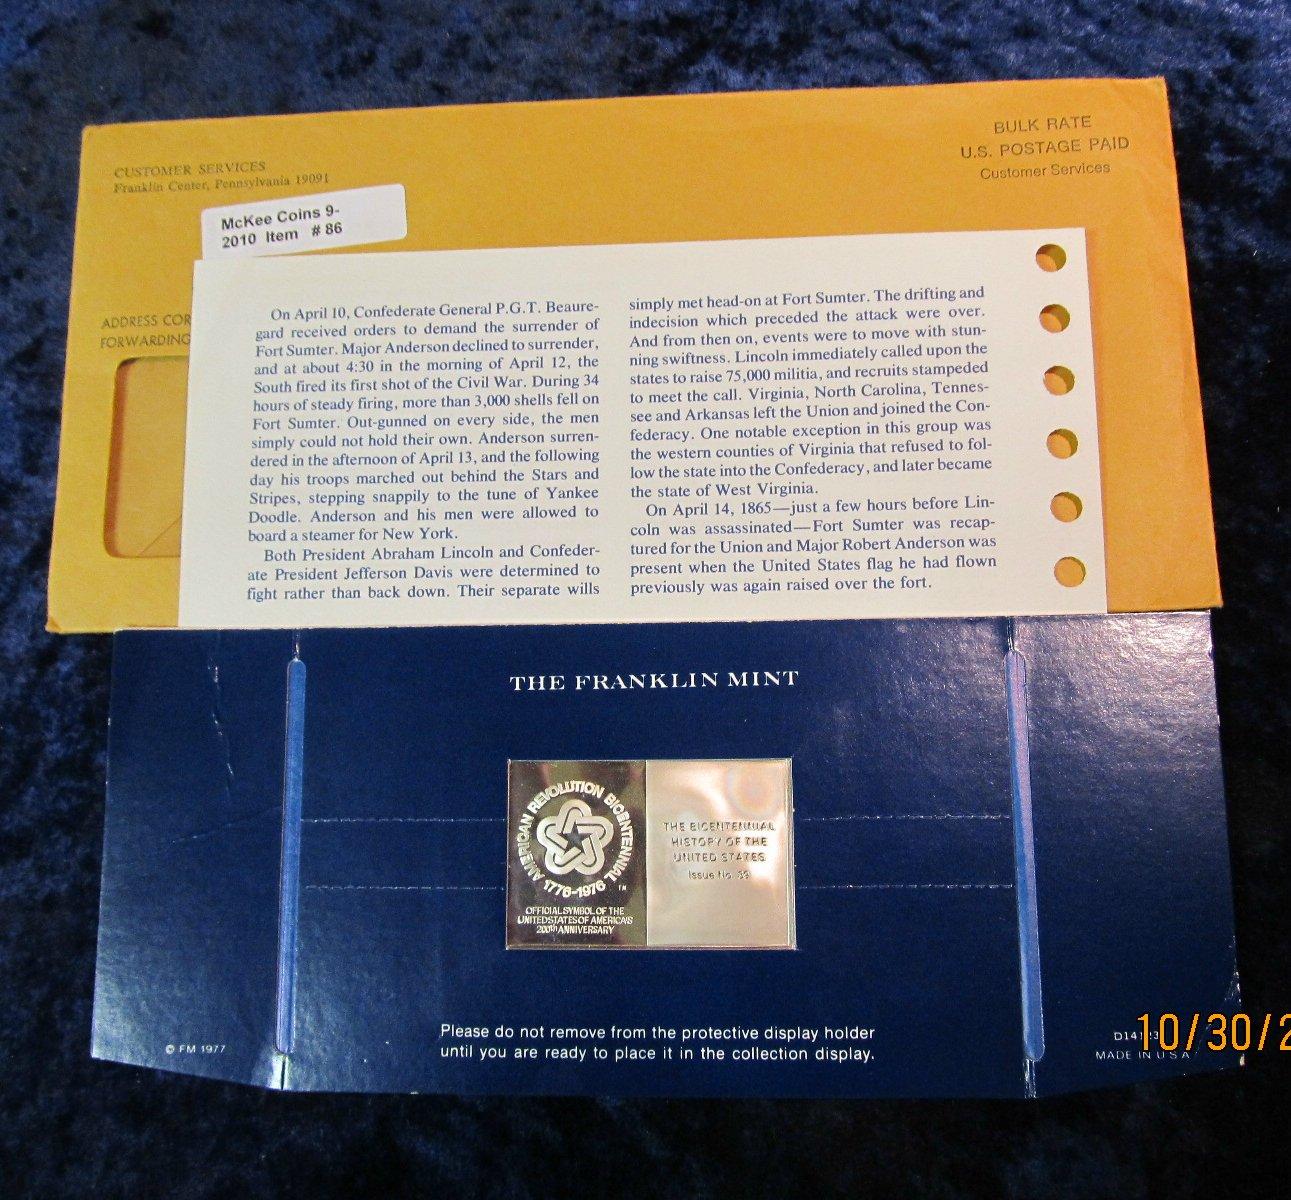 CUSTOMER SERVICES
Franklin Center, Pennsylvania 19091
BULK RATE
U.S. POSTAGE PAID
Customer Services
McKee Coins 9-
2010 Item # 86
ADDRESS COR
FORWARDING
On April 10, Confederate General P.G.T. Beaure-
gard received orders to demand the surrender of
Fort Sumter. Major Anderson declined to surrender,
and at about 4:30 in the morning of April 12, the
South fired its first shot of the Civil War. During 34
hours of steady firing, more than 3,000 shells fell on
Fort Sumter. Out-gunned on every side, the men
simply could not hold their own. Anderson surren-
dered in the afternoon of April 13, and the following
day his troops marched out behind the Stars and
Stripes, stepping snappily to the tune of Yankee
Doodle. Anderson and his men were allowed to
board a steamer for New York.
Both President Abraham Lincoln and Confeder-
ate President Jefferson Davis were determined to
fight rather than back down. Their separate wills
simply met head-on at Fort Sumter. The drifting and
indecision which preceded the attack were over.
And from then on, events were to move with stun-
ning swiftness. Lincoln immediately called upon the
states to raise 75,000 militia, and recruits stampeded
to meet the call. Virginia, North Carolina, Tennes-
see and Arkansas left the Union and joined the Con-
federacy. One notable exception in this group was
the western counties of Virginia that refused to fol-
low the state into the Confederacy, and later became
the state of West Virginia.
On April 14, 1865—just a few hours before Lin-
coln was assassinated—Fort Sumter was recap-
tured for the Union and Major Robert Anderson was
present when the United States flag he had flown
previously was again raised over the fort.
THE FRANKLIN MINT
AMERICAN REVOLUTION BICENTENNIAL
1776-1976 TM
OFFICIAL SYMBOL OF THE
UNITED STATES OF AMERICA'S
200th ANNIVERSARY
THE BICENTENNIAL
HISTORY OF THE
UNITED STATES
Issue No. 39
Please do not remove from the protective display holder
until you are ready to place it in the collection display.
© FM 1977
MADE IN USA
10/30/2